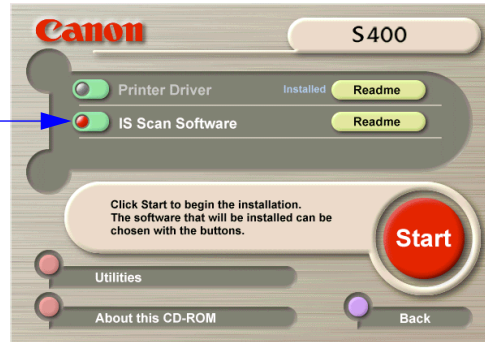 Canon
S400
Printer Driver Installed Readme
IS Scan Software Readme
Click Start to begin the installation.
The software that will be installed can be
chosen with the buttons.
Start
Utilities
About this CD-ROM
Back